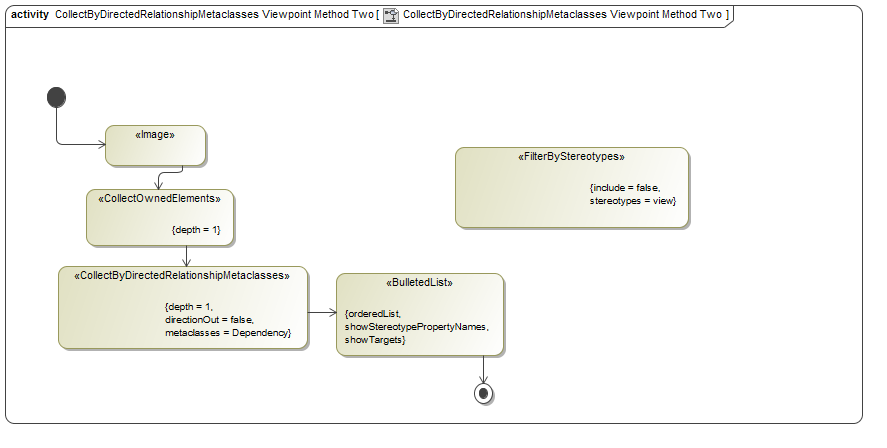 activity CollectByDirectedRelationshipMetaclasses Viewpoint Method Two [ CollectByDirectedRelationshipMetaclasses Viewpoint Method Two ]
«Image»
«CollectOwnedElements»
{depth = 1}
«CollectByDirectedRelationshipMetaclasses»
{depth = 1,
directionOut = false,
metaclasses = Dependency}
«BulletedList»
{orderedList,
showStereotypePropertyNames,
showTargets}
«FilterByStereotypes»
{include = false,
stereotypes = view}